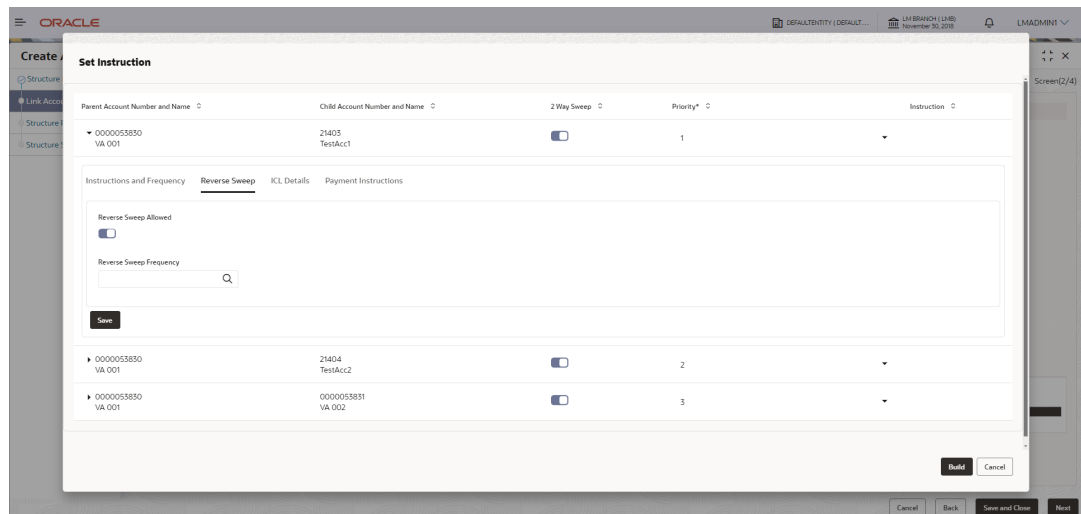 ORACLE
DEFAULTENTITY ( DEFAULT....
LM BRANCH ( LMB)
November 30, 2018
LMADMIN1
Create
Screen(2/4)
Structure
Link Accou
Structure
Structure
Set Instruction
Parent Account Number and Name Child Account Number and Name 2 Way Sweep Priority* Instruction
0000053830 21403 1
VA 001 TestAcc1
Instructions and Frequency Reverse Sweep ICL Details Payment Instructions
Reverse Sweep Allowed
Reverse Sweep Frequency
Save
0000053830 21404 2
VA 001 TestAcc2
0000053830 0000053831 3
VA 001 VA 002
Build Cancel
Cancel Back Save and Close Next